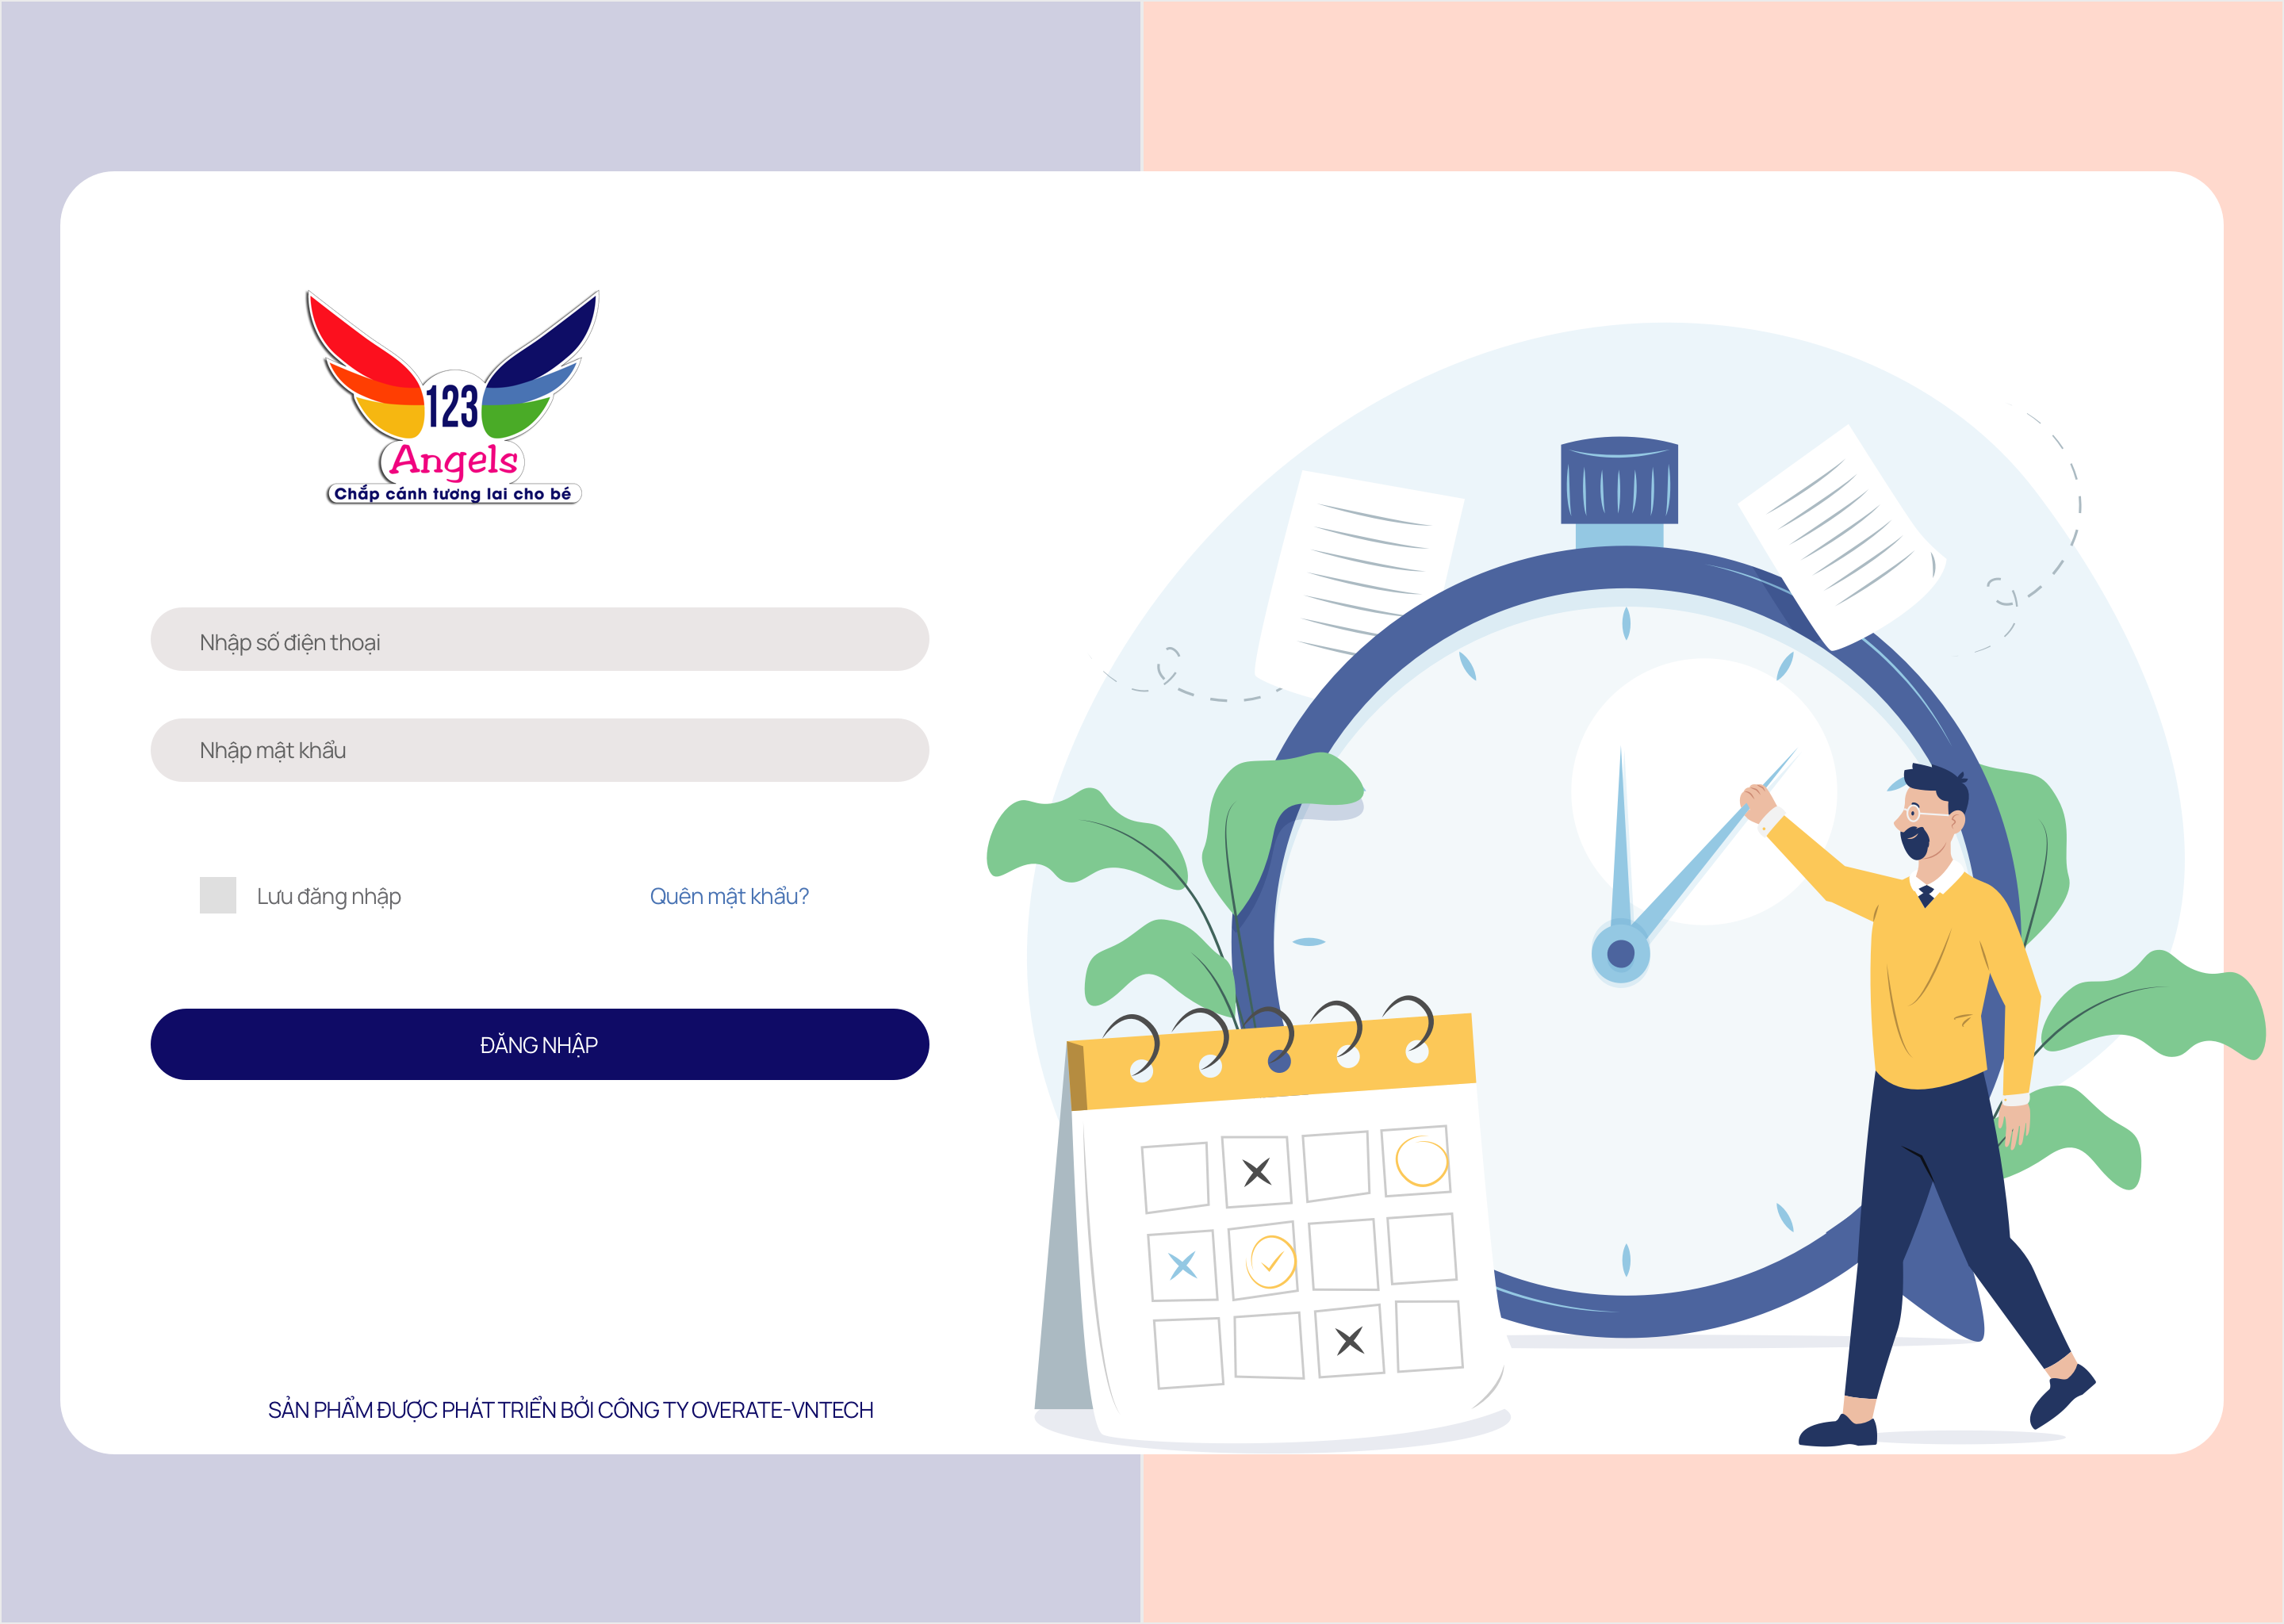 123
Angels
Chắp cánh tương lai cho bé
Nhập số điện thoại
Nhập mật khẩu
Lưu đăng nhập
Quên mật khẩu?
ĐĂNG NHẬP
SẢN PHẨM ĐƯỢC PHÁT TRIỂN BỞI CÔNG TY OVERATE-VNTECH